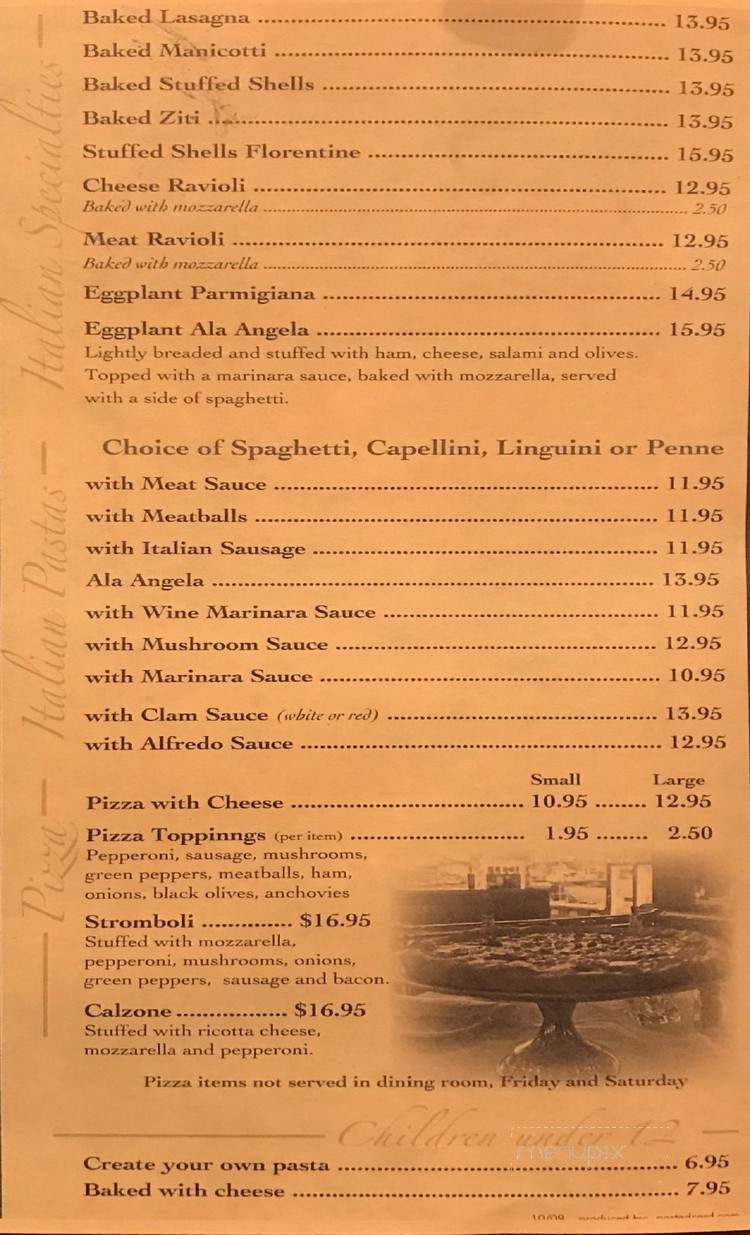 Italian Specialties
Baked Lasagna ........ 13.95
Baked Manicotti ........ 13.95
Baked Stuffed Shells ........ 13.95
Baked Ziti ........ 13.95
Stuffed Shells Florentine ........ 15.95
Cheese Ravioli ........ 12.95
Baked with mozzarella ........ 2.50
Meat Ravioli ........ 12.95
Baked with mozzarella ........ 2.50
Eggplant Parmigiana ........ 14.95
Eggplant Ala Angela ........ 15.95
Lightly breaded and stuffed with ham, cheese, salami and olives.
Topped with a marinara sauce, baked with mozzarella, served
with a side of spaghetti.
Italian Pastas
Choice of Spaghetti, Capellini, Linguini or Penne
with Meat Sauce ........ 11.95
with Meatballs ........ 11.95
with Italian Sausage ........ 11.95
Ala Angela ........ 13.95
with Wine Marinara Sauce ........ 11.95
with Mushroom Sauce ........ 12.95
with Marinara Sauce ........ 10.95
with Clam Sauce (white or red) ........ 13.95
with Alfredo Sauce ........ 12.95
Pizza
Small Large
Pizza with Cheese ........ 10.95 ........ 12.95
Pizza Toppinngs (per item) ........ 1.95 ........ 2.50
Pepperoni, sausage, mushrooms,
green peppers, meatballs, ham,
onions, black olives, anchovies
Stromboli .............. $16.95
Stuffed with mozzarella,
pepperoni, mushrooms, onions,
green peppers, sausage and bacon.
Calzone ................. $16.95
Stuffed with ricotta cheese,
mozzarella and pepperoni.
Pizza items not served in dining room, Friday and Saturday
Children under 12
menupix
Create your own pasta ........ 6.95
Baked with cheese ........ 7.95